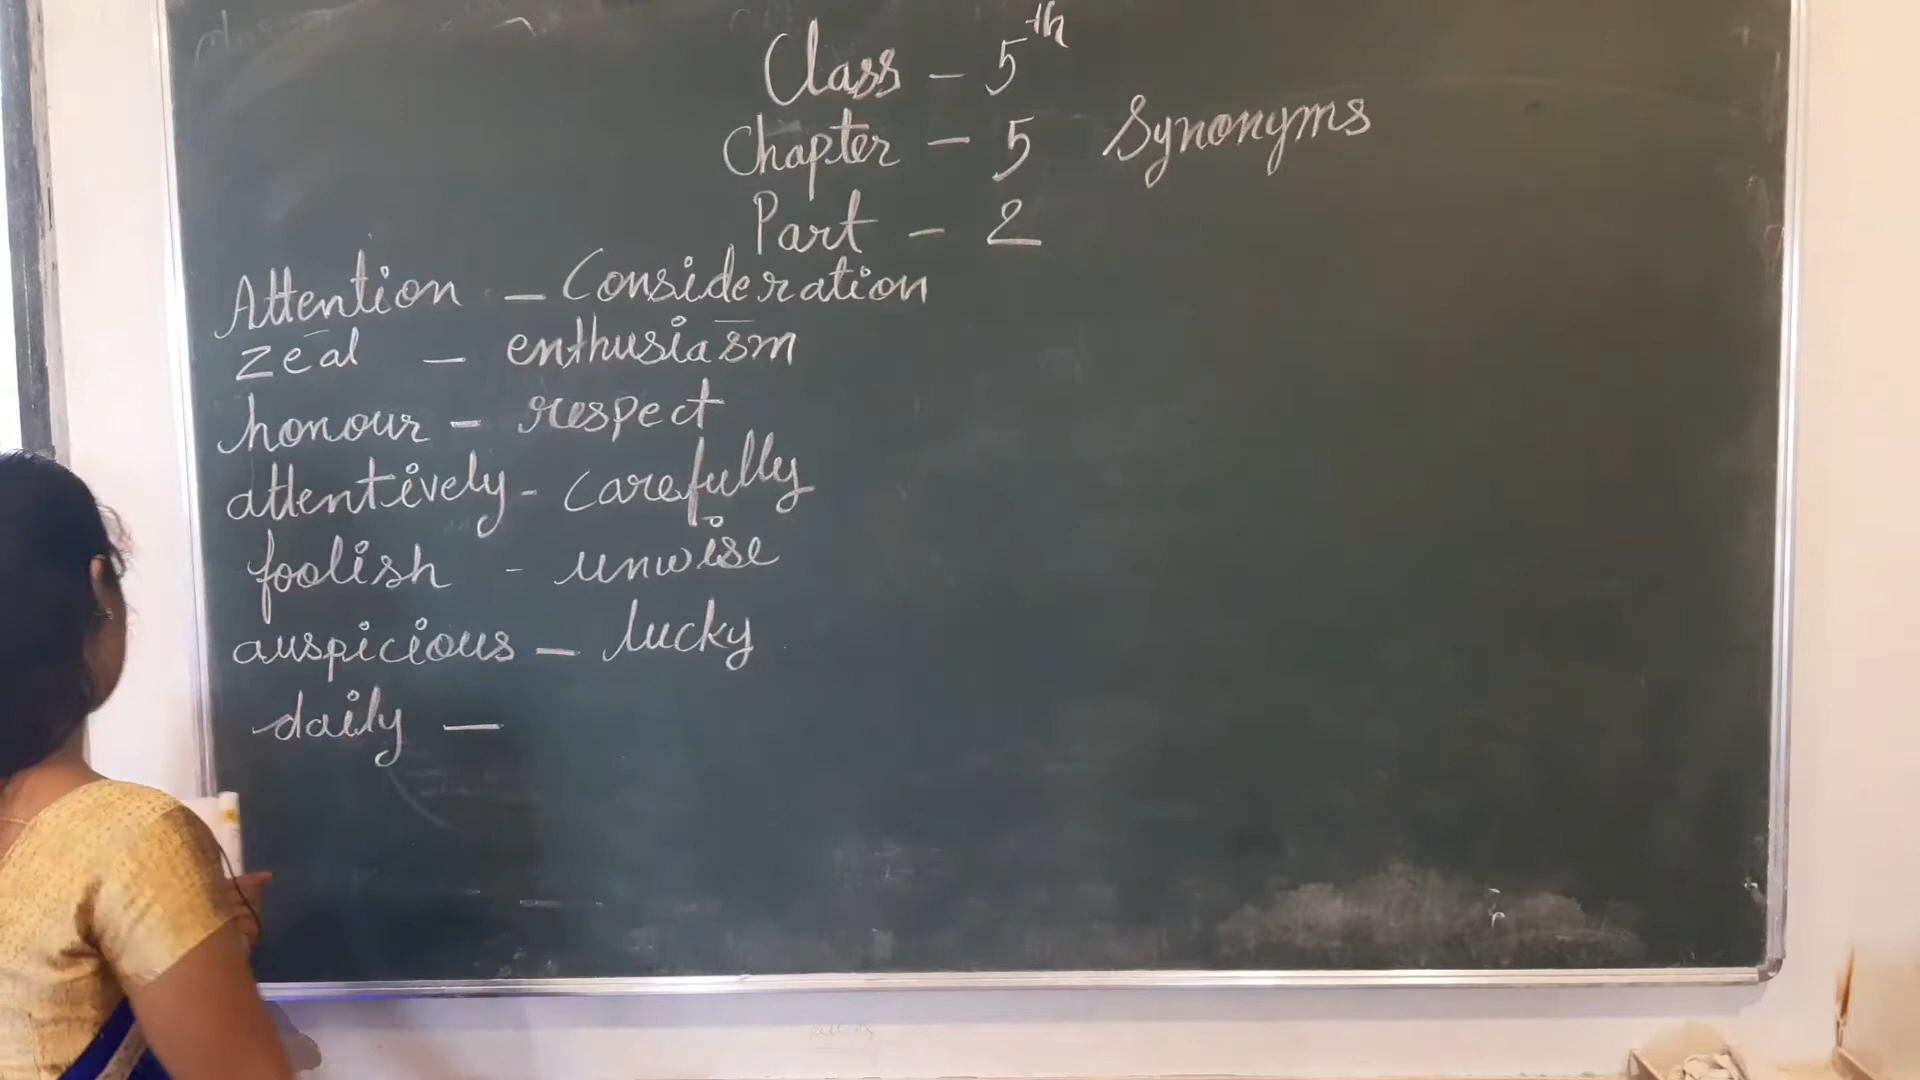 Class - 5th
Chapter - 5 Synonyms
Part - 2
Attention - Consideration
zeal - enthusiasm
honour - respect
attentively - carefully
foolish - unwise
auspicious - lucky
daily -